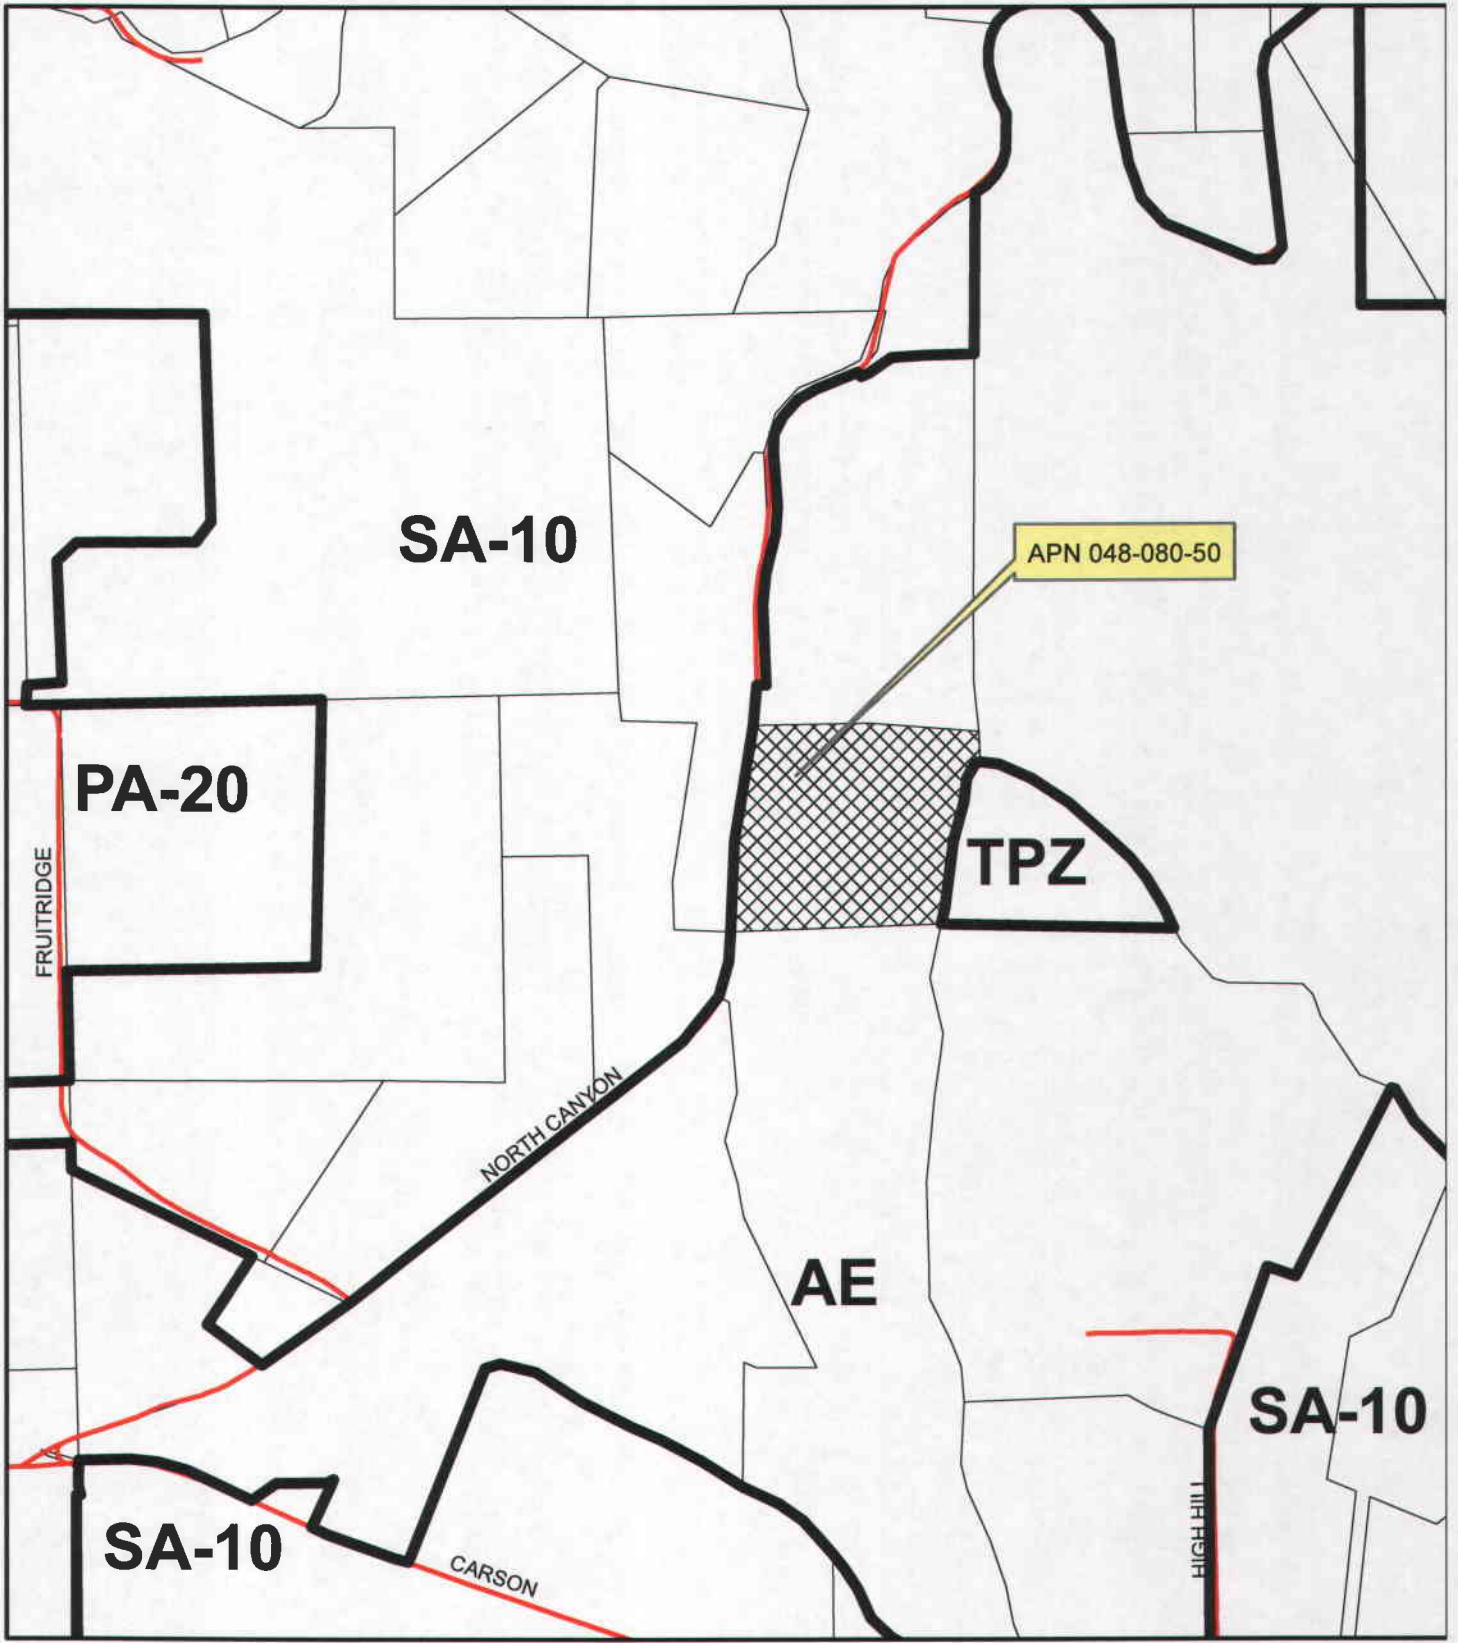 SA-10
APN 048-080-50
PA-20
FRUITRIDGE
TPZ
NORTH CANYON
AE
SA-10
HIGH HILL
SA-10
CARSON